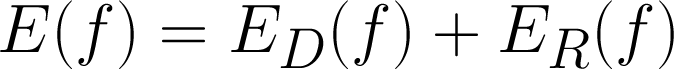 E(f) = E_D(f) + E_R(f)